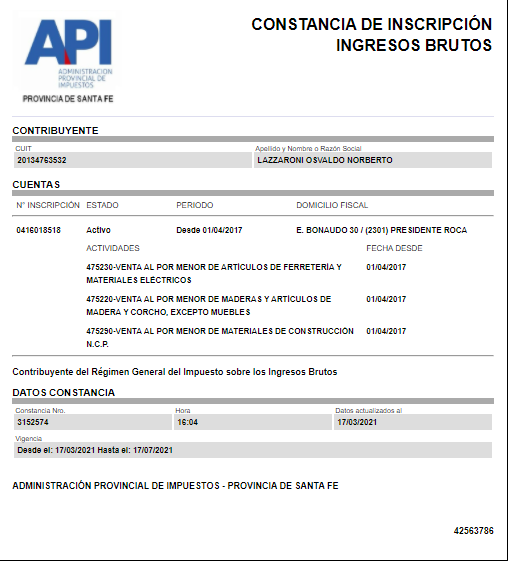 API
ADMINISTRACION
PROVINCIAL DE
IMPUESTOS
PROVINCIA DE SANTA FE
CONSTANCIA DE INSCRIPCIÓN
INGRESOS BRUTOS
CONTRIBUYENTE
CUIT Apellido y Nombre o Razón Social
20134763532 LAZZARONI OSVALDO NORBERTO
CUENTAS
N° INSCRIPCIÓN ESTADO PERIODO DOMICILIO FISCAL
0416018518 Activo Desde 01/04/2017 E. BONAUDO 30 / (2301) PRESIDENTE ROCA
ACTIVIDADES FECHA DESDE
475230-VENTA AL POR MENOR DE ARTÍCULOS DE FERRETERÍA Y 01/04/2017
MATERIALES ELÉCTRICOS
475220-VENTA AL POR MENOR DE MADERAS Y ARTÍCULOS DE 01/04/2017
MADERA Y CORCHO, EXCEPTO MUEBLES
475290-VENTA AL POR MENOR DE MATERIALES DE CONSTRUCCIÓN 01/04/2017
N.C.P.
Contribuyente del Régimen General del Impuesto sobre los Ingresos Brutos
DATOS CONSTANCIA
Constancia Nro. Hora Datos actualizados al
3152574 16:04 17/03/2021
Vigencia
Desde el: 17/03/2021 Hasta el: 17/07/2021
ADMINISTRACIÓN PROVINCIAL DE IMPUESTOS - PROVINCIA DE SANTA FE
42563786